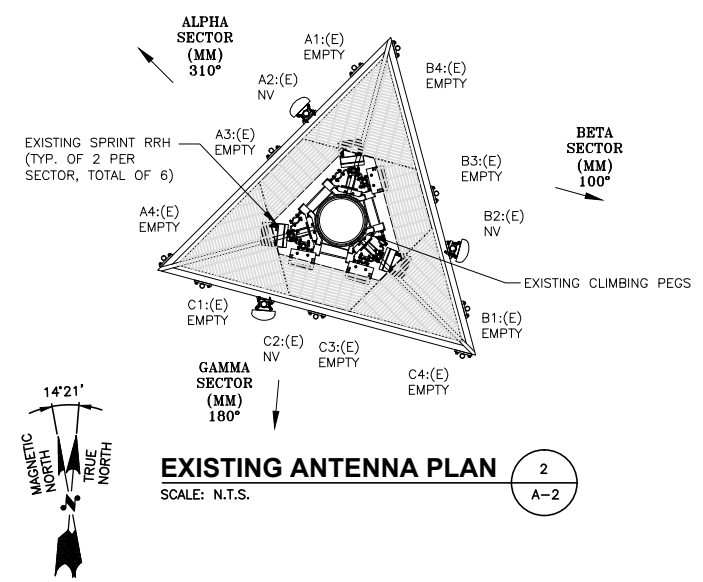 ALPHA
SECTOR
(MM)
310°
A1:(E)
EMPTY
A2:(E)
NV
B4:(E)
EMPTY
EXISTING SPRINT RRH
(TYP. OF 2 PER
SECTOR, TOTAL OF 6)
A3:(E)
EMPTY
BETA
SECTOR
(MM)
100°
B3:(E)
EMPTY
A4:(E)
EMPTY
B2:(E)
NV
EXISTING CLIMBING PEGS
C1:(E)
EMPTY
B1:(E)
EMPTY
C2:(E)
NV
C3:(E)
EMPTY
C4:(E)
EMPTY
GAMMA
SECTOR
(MM)
180°
14°21'
MAGNETIC
NORTH
TRUE
NORTH
N
EXISTING ANTENNA PLAN
SCALE: N.T.S.
2
A-2